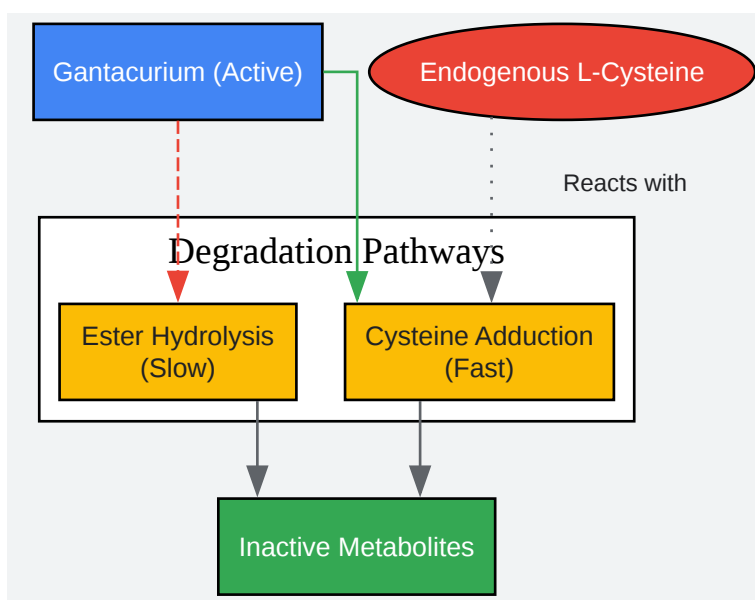 Gantacurium (Active)
Endogenous L-Cysteine
Reacts with
Degradation Pathways
Ester Hydrolysis
(Slow)
Cysteine Adduction
(Fast)
Inactive Metabolites